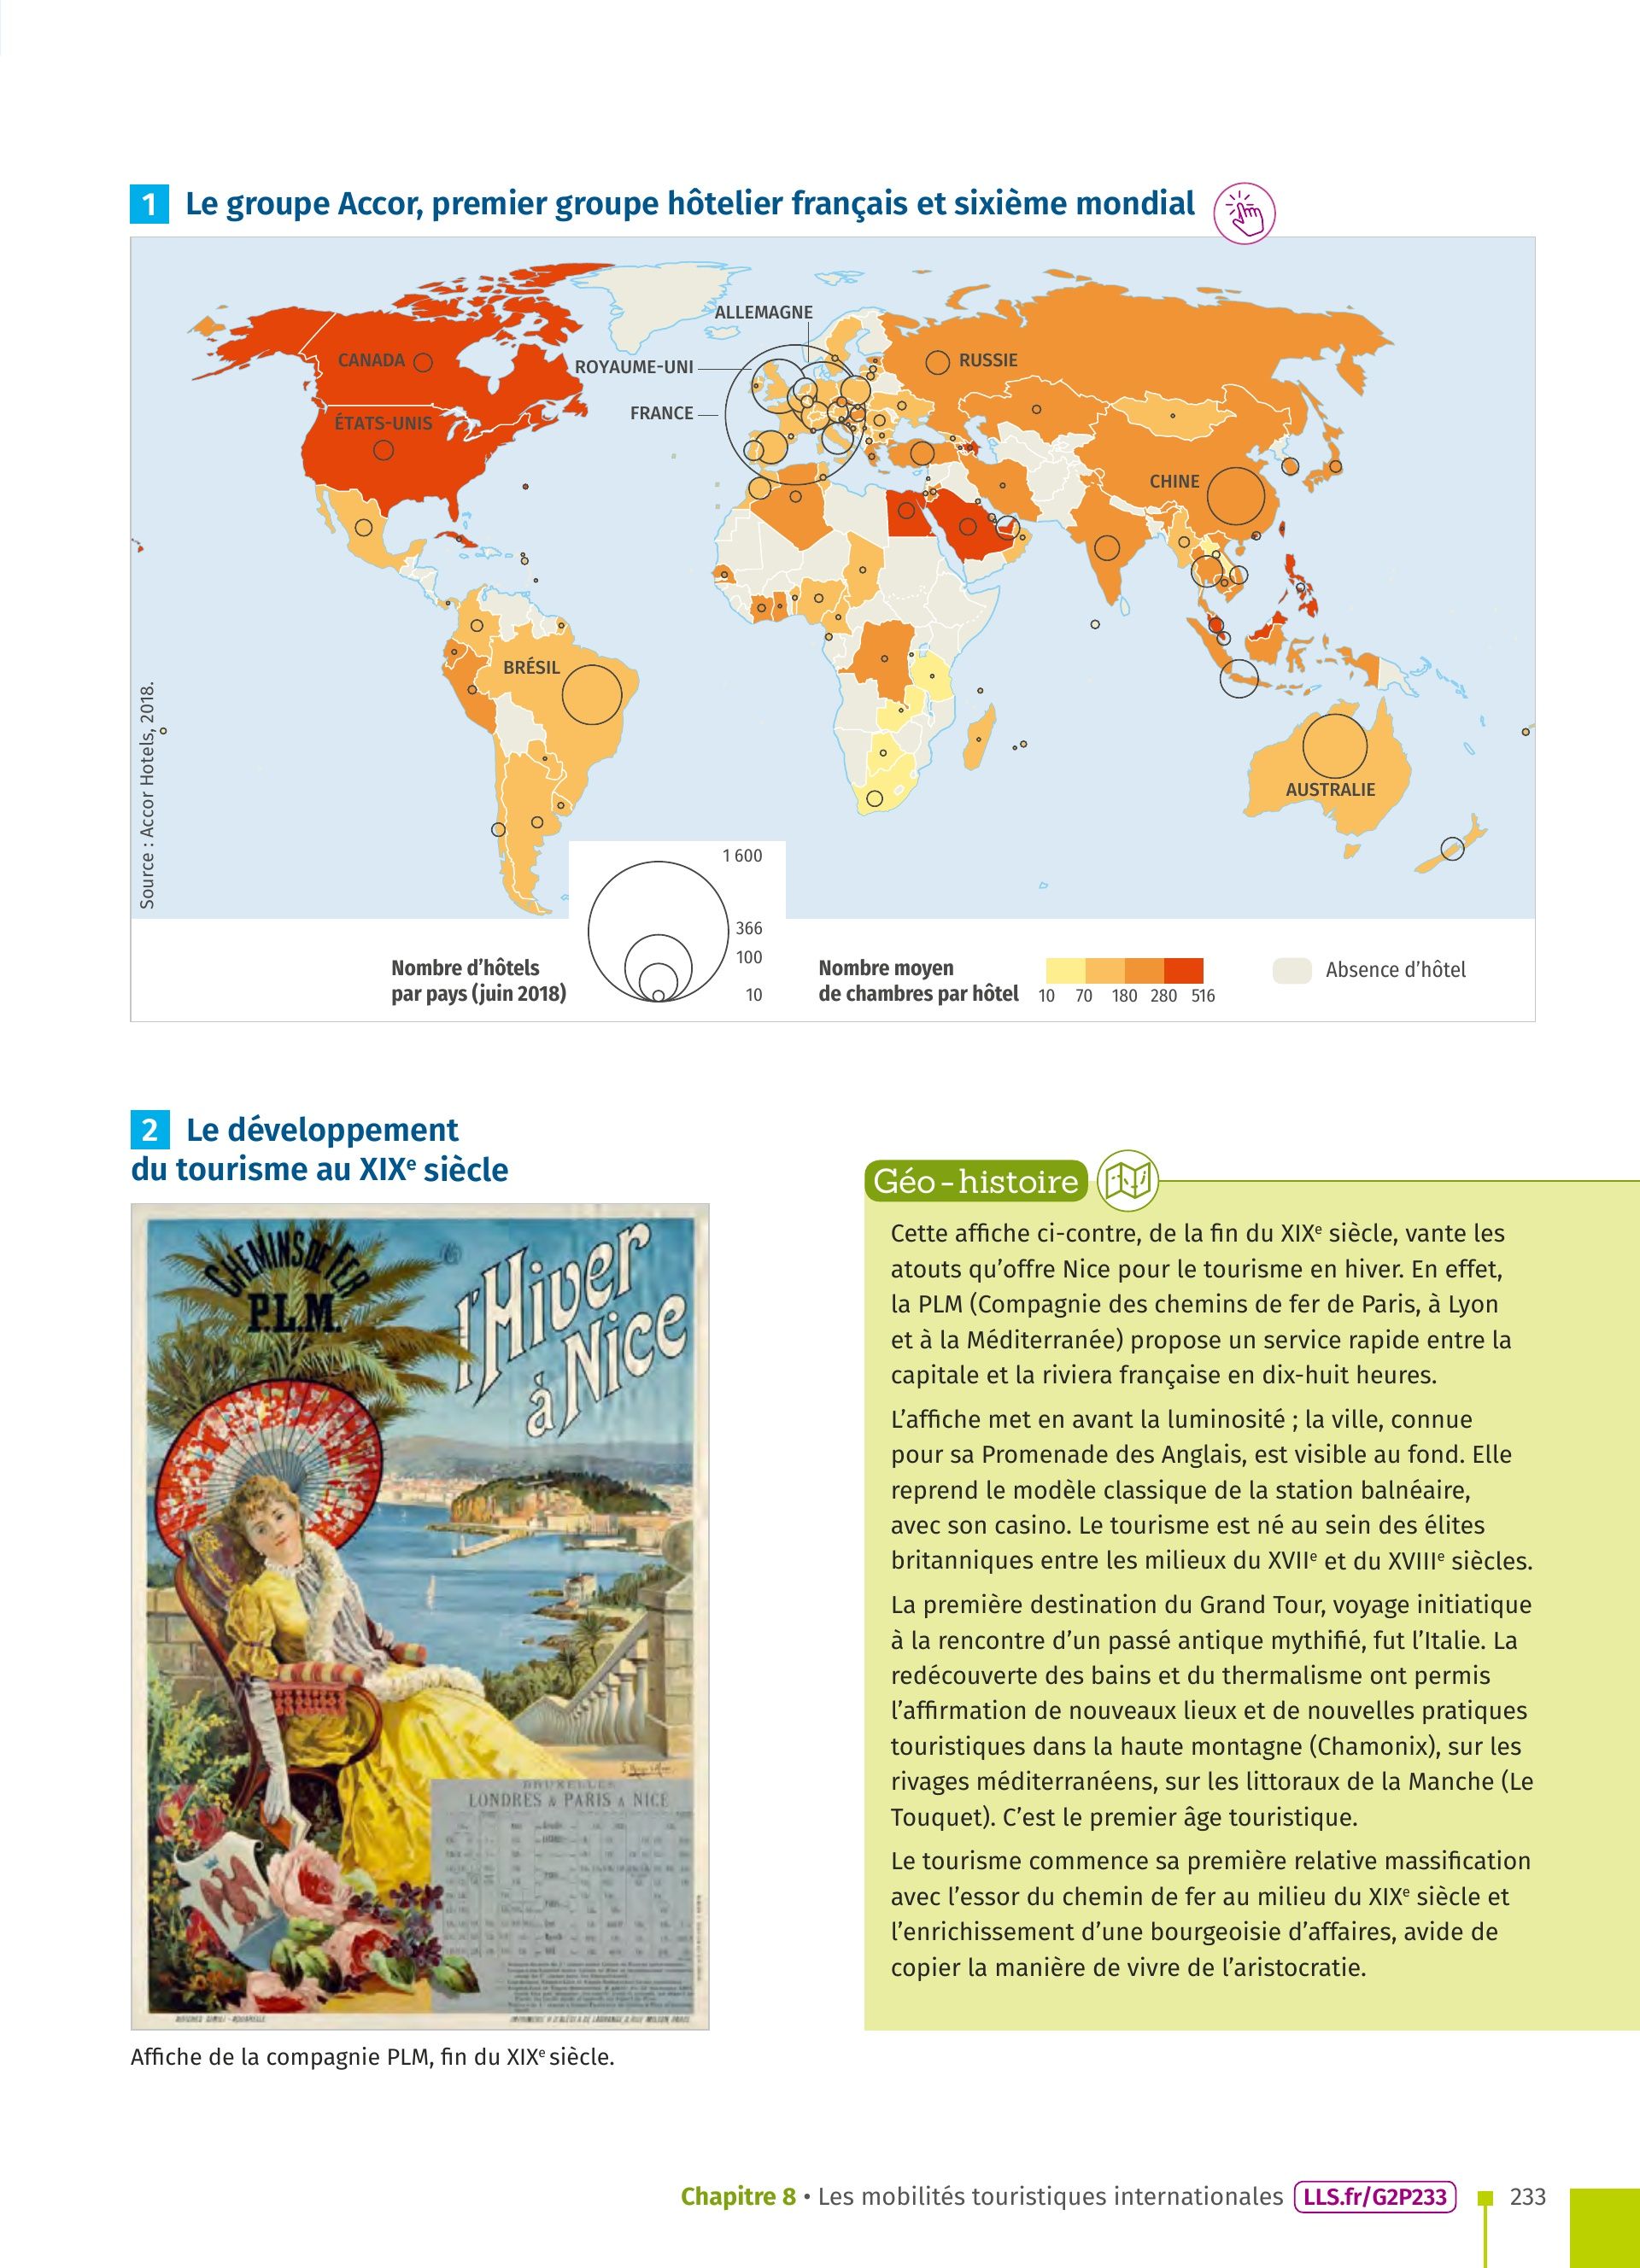 1 Le groupe Accor, premier groupe hôtelier français et sixième mondial
ALLEMAGNE
CANADA
ROYAUME-UNI
RUSSIE
FRANCE
ÉTATS-UNIS
CHINE
BRÉSIL
AUSTRALIE
Source : Accor Hotels, 2018.
1 600
366
100
10
Nombre d’hôtels
par pays (juin 2018)
Nombre moyen
de chambres par hôtel
10 70 180 280 516
Absence d’hôtel
2 Le développement
du tourisme au XIXe siècle
CHEMINS DE FER
P.L.M.
l'Hiver
à Nice
BRUXELLES
LONDRES & PARIS A NICE
Affiche de la compagnie PLM, fin du XIXe siècle.
Géo-histoire
Cette affiche ci-contre, de la fin du XIXe siècle, vante les
atouts qu’offre Nice pour le tourisme en hiver. En effet,
la PLM (Compagnie des chemins de fer de Paris, à Lyon
et à la Méditerranée) propose un service rapide entre la
capitale et la riviera française en dix-huit heures.
L’affiche met en avant la luminosité ; la ville, connue
pour sa Promenade des Anglais, est visible au fond. Elle
reprend le modèle classique de la station balnéaire,
avec son casino. Le tourisme est né au sein des élites
britanniques entre les milieux du XVIIe et du XVIIIe siècles.
La première destination du Grand Tour, voyage initiatique
à la rencontre d’un passé antique mythifié, fut l’Italie. La
redécouverte des bains et du thermalisme ont permis
l’affirmation de nouveaux lieux et de nouvelles pratiques
touristiques dans la haute montagne (Chamonix), sur les
rivages méditerranéens, sur les littoraux de la Manche (Le
Touquet). C’est le premier âge touristique.
Le tourisme commence sa première relative massification
avec l’essor du chemin de fer au milieu du XIXe siècle et
l’enrichissement d’une bourgeoisie d’affaires, avide de
copier la manière de vivre de l’aristocratie.
Chapitre 8 • Les mobilités touristiques internationales LLS.fr/G2P233 233